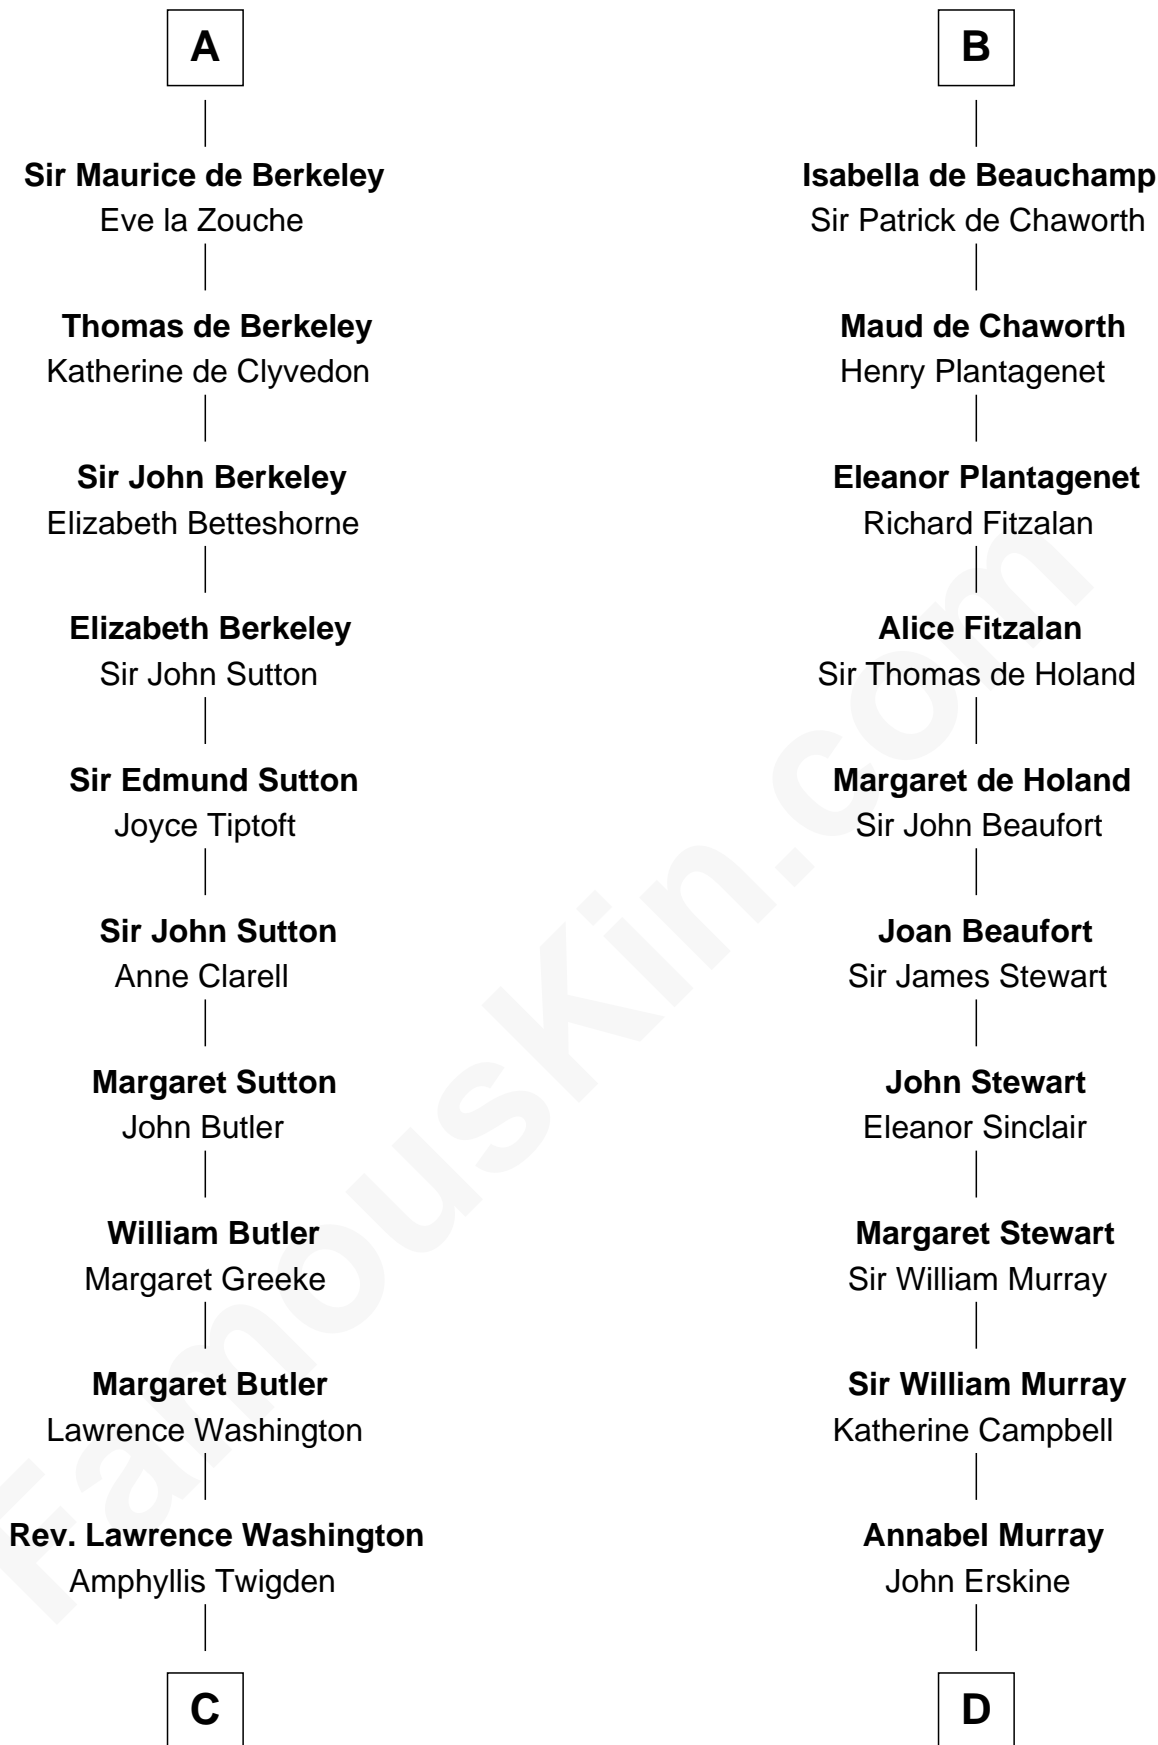 A
Sir Maurice de Berkeley
Eve la Zouche
Thomas de Berkeley
Katherine de Clyvedon
Sir John Berkeley
Elizabeth Betteshorne
Elizabeth Berkeley
Sir John Sutton
Sir Edmund Sutton
Joyce Tiptoft
Sir John Sutton
Anne Clarell
Margaret Sutton
John Butler
William Butler
Margaret Greeke
Margaret Butler
Lawrence Washington
Rev. Lawrence Washington
Amphyllis Twigden
C
B
Isabella de Beauchamp
Sir Patrick de Chaworth
Maud de Chaworth
Henry Plantagenet
Eleanor Plantagenet
Richard Fitzalan
Alice Fitzalan
Sir Thomas de Holand
Margaret de Holand
Sir John Beaufort
Joan Beaufort
Sir James Stewart
John Stewart
Eleanor Sinclair
Margaret Stewart
Sir William Murray
Sir William Murray
Katherine Campbell
Annabel Murray
John Erskine
D
FamousKin.com